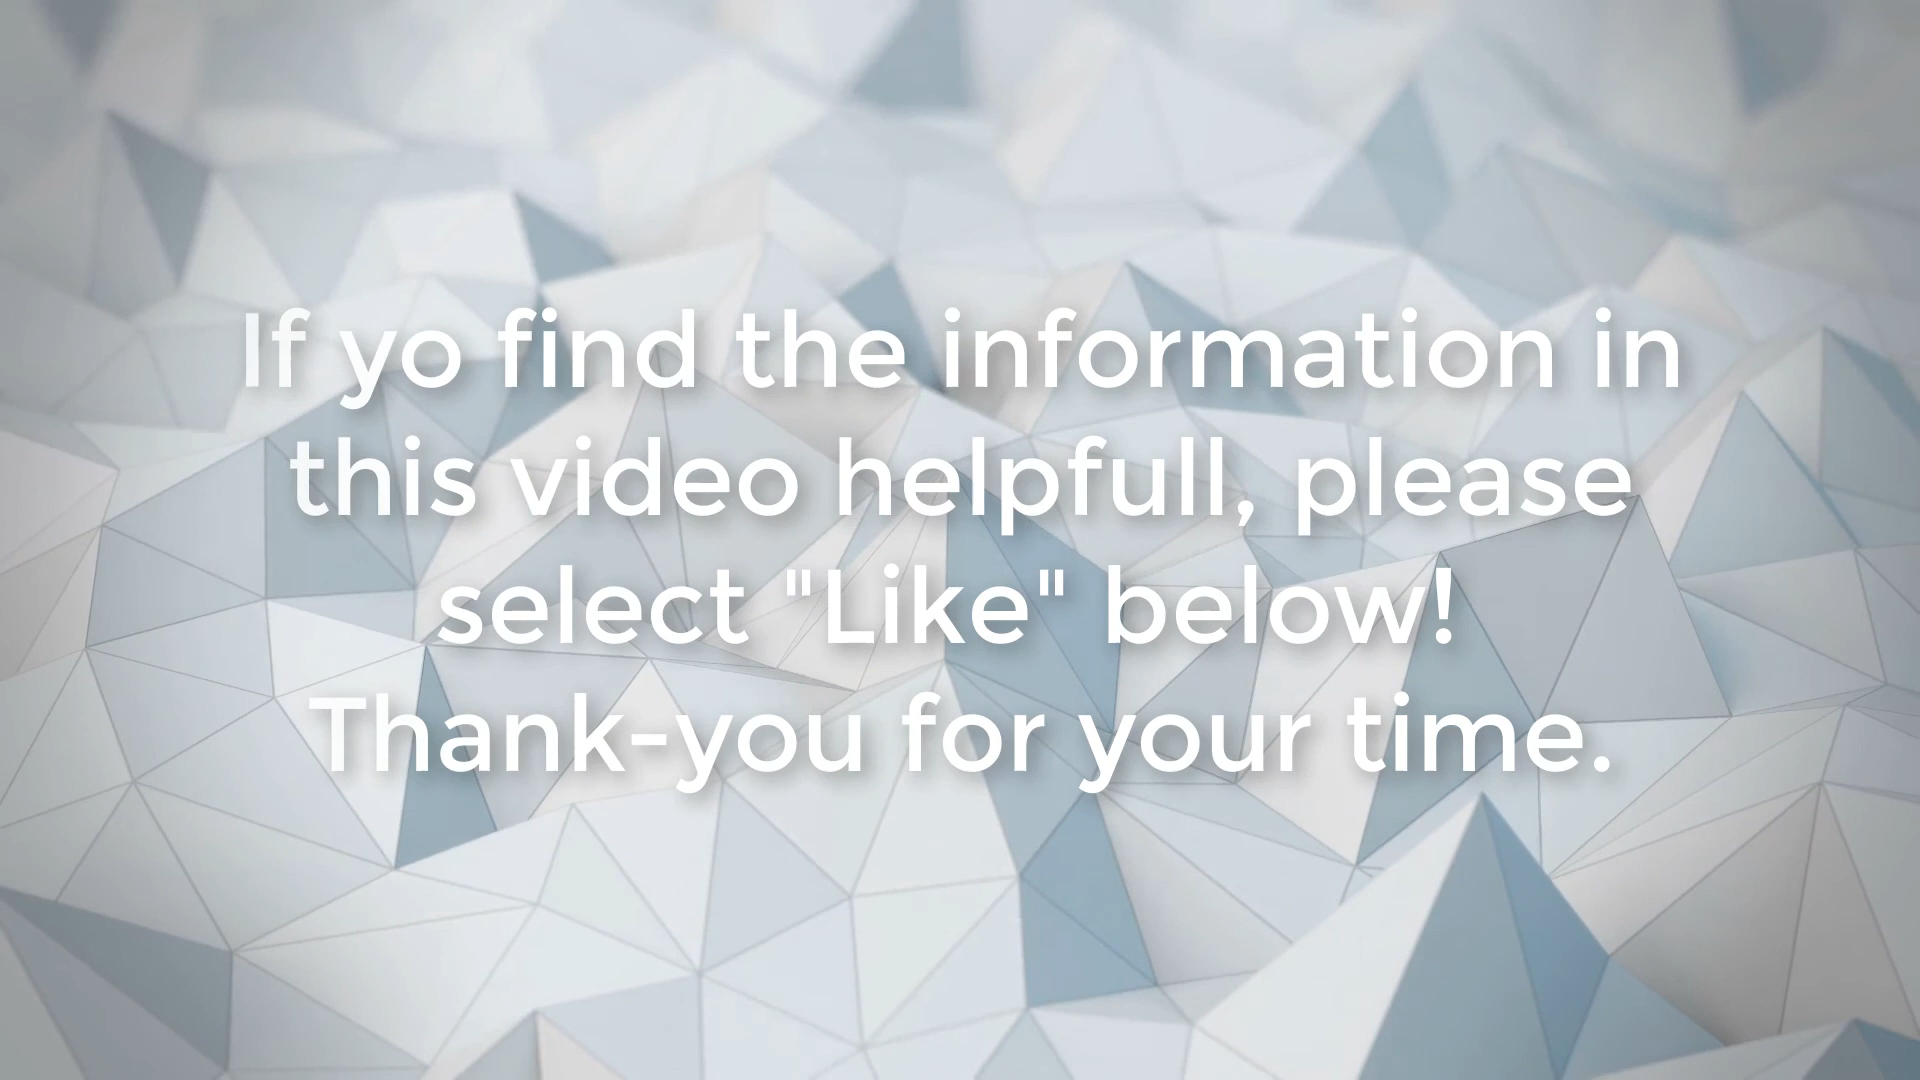 If yo find the information in
this video helpfull, please
select "Like" below!
Thank-you for your time.